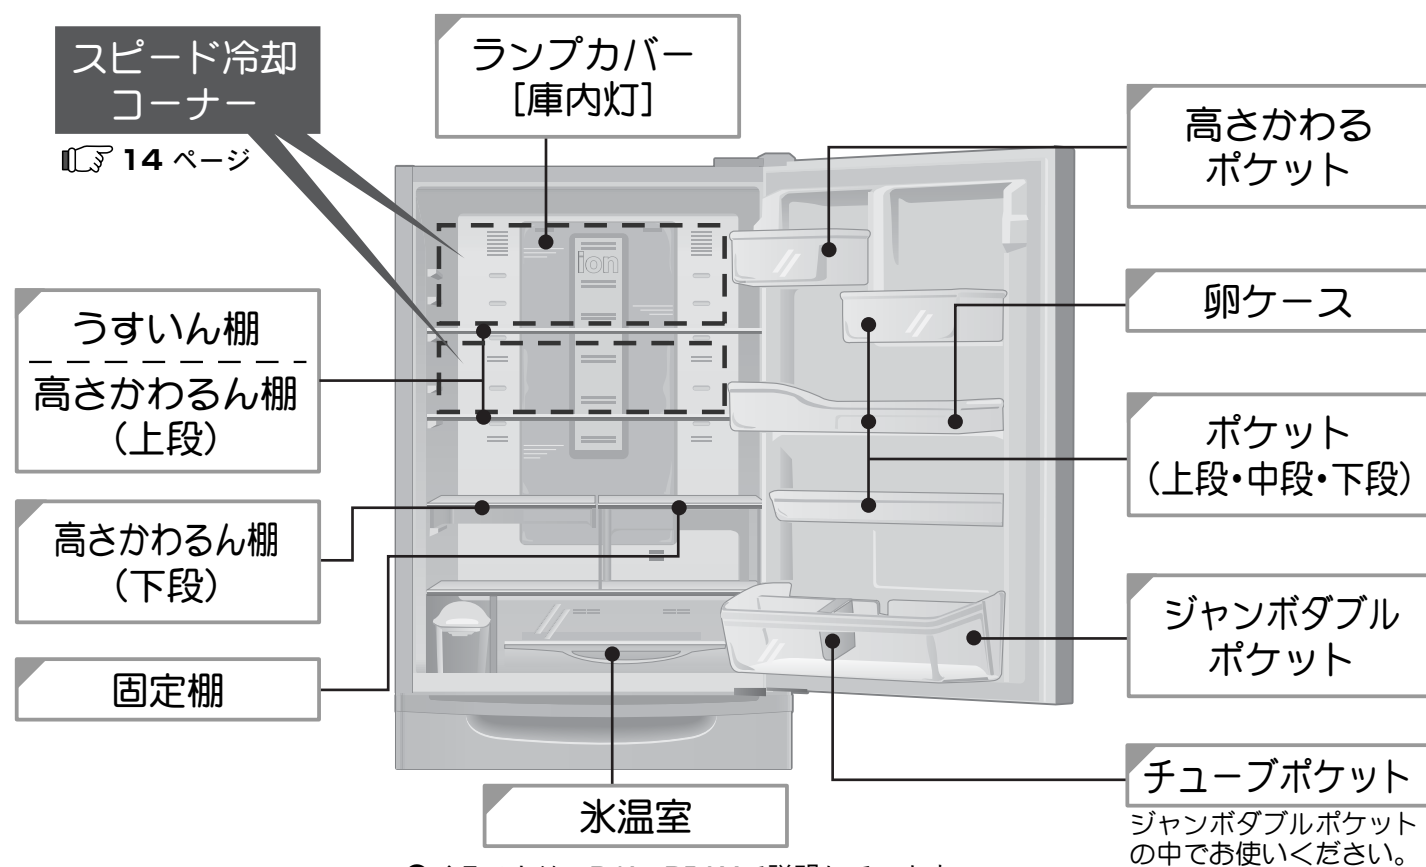 スピード冷却
コーナー
14 ページ
ランプカバー
[庫内灯]
高さかわる
ポケット
ion
うすいん棚
高さかわるん棚
(上段)
卵ケース
ポケット
(上段・中段・下段)
高さかわるん棚
(下段)
ジャンボダブル
ポケット
固定棚
チューブポケット
ジャンボダブルポケット
の中でお使いください。
氷温室